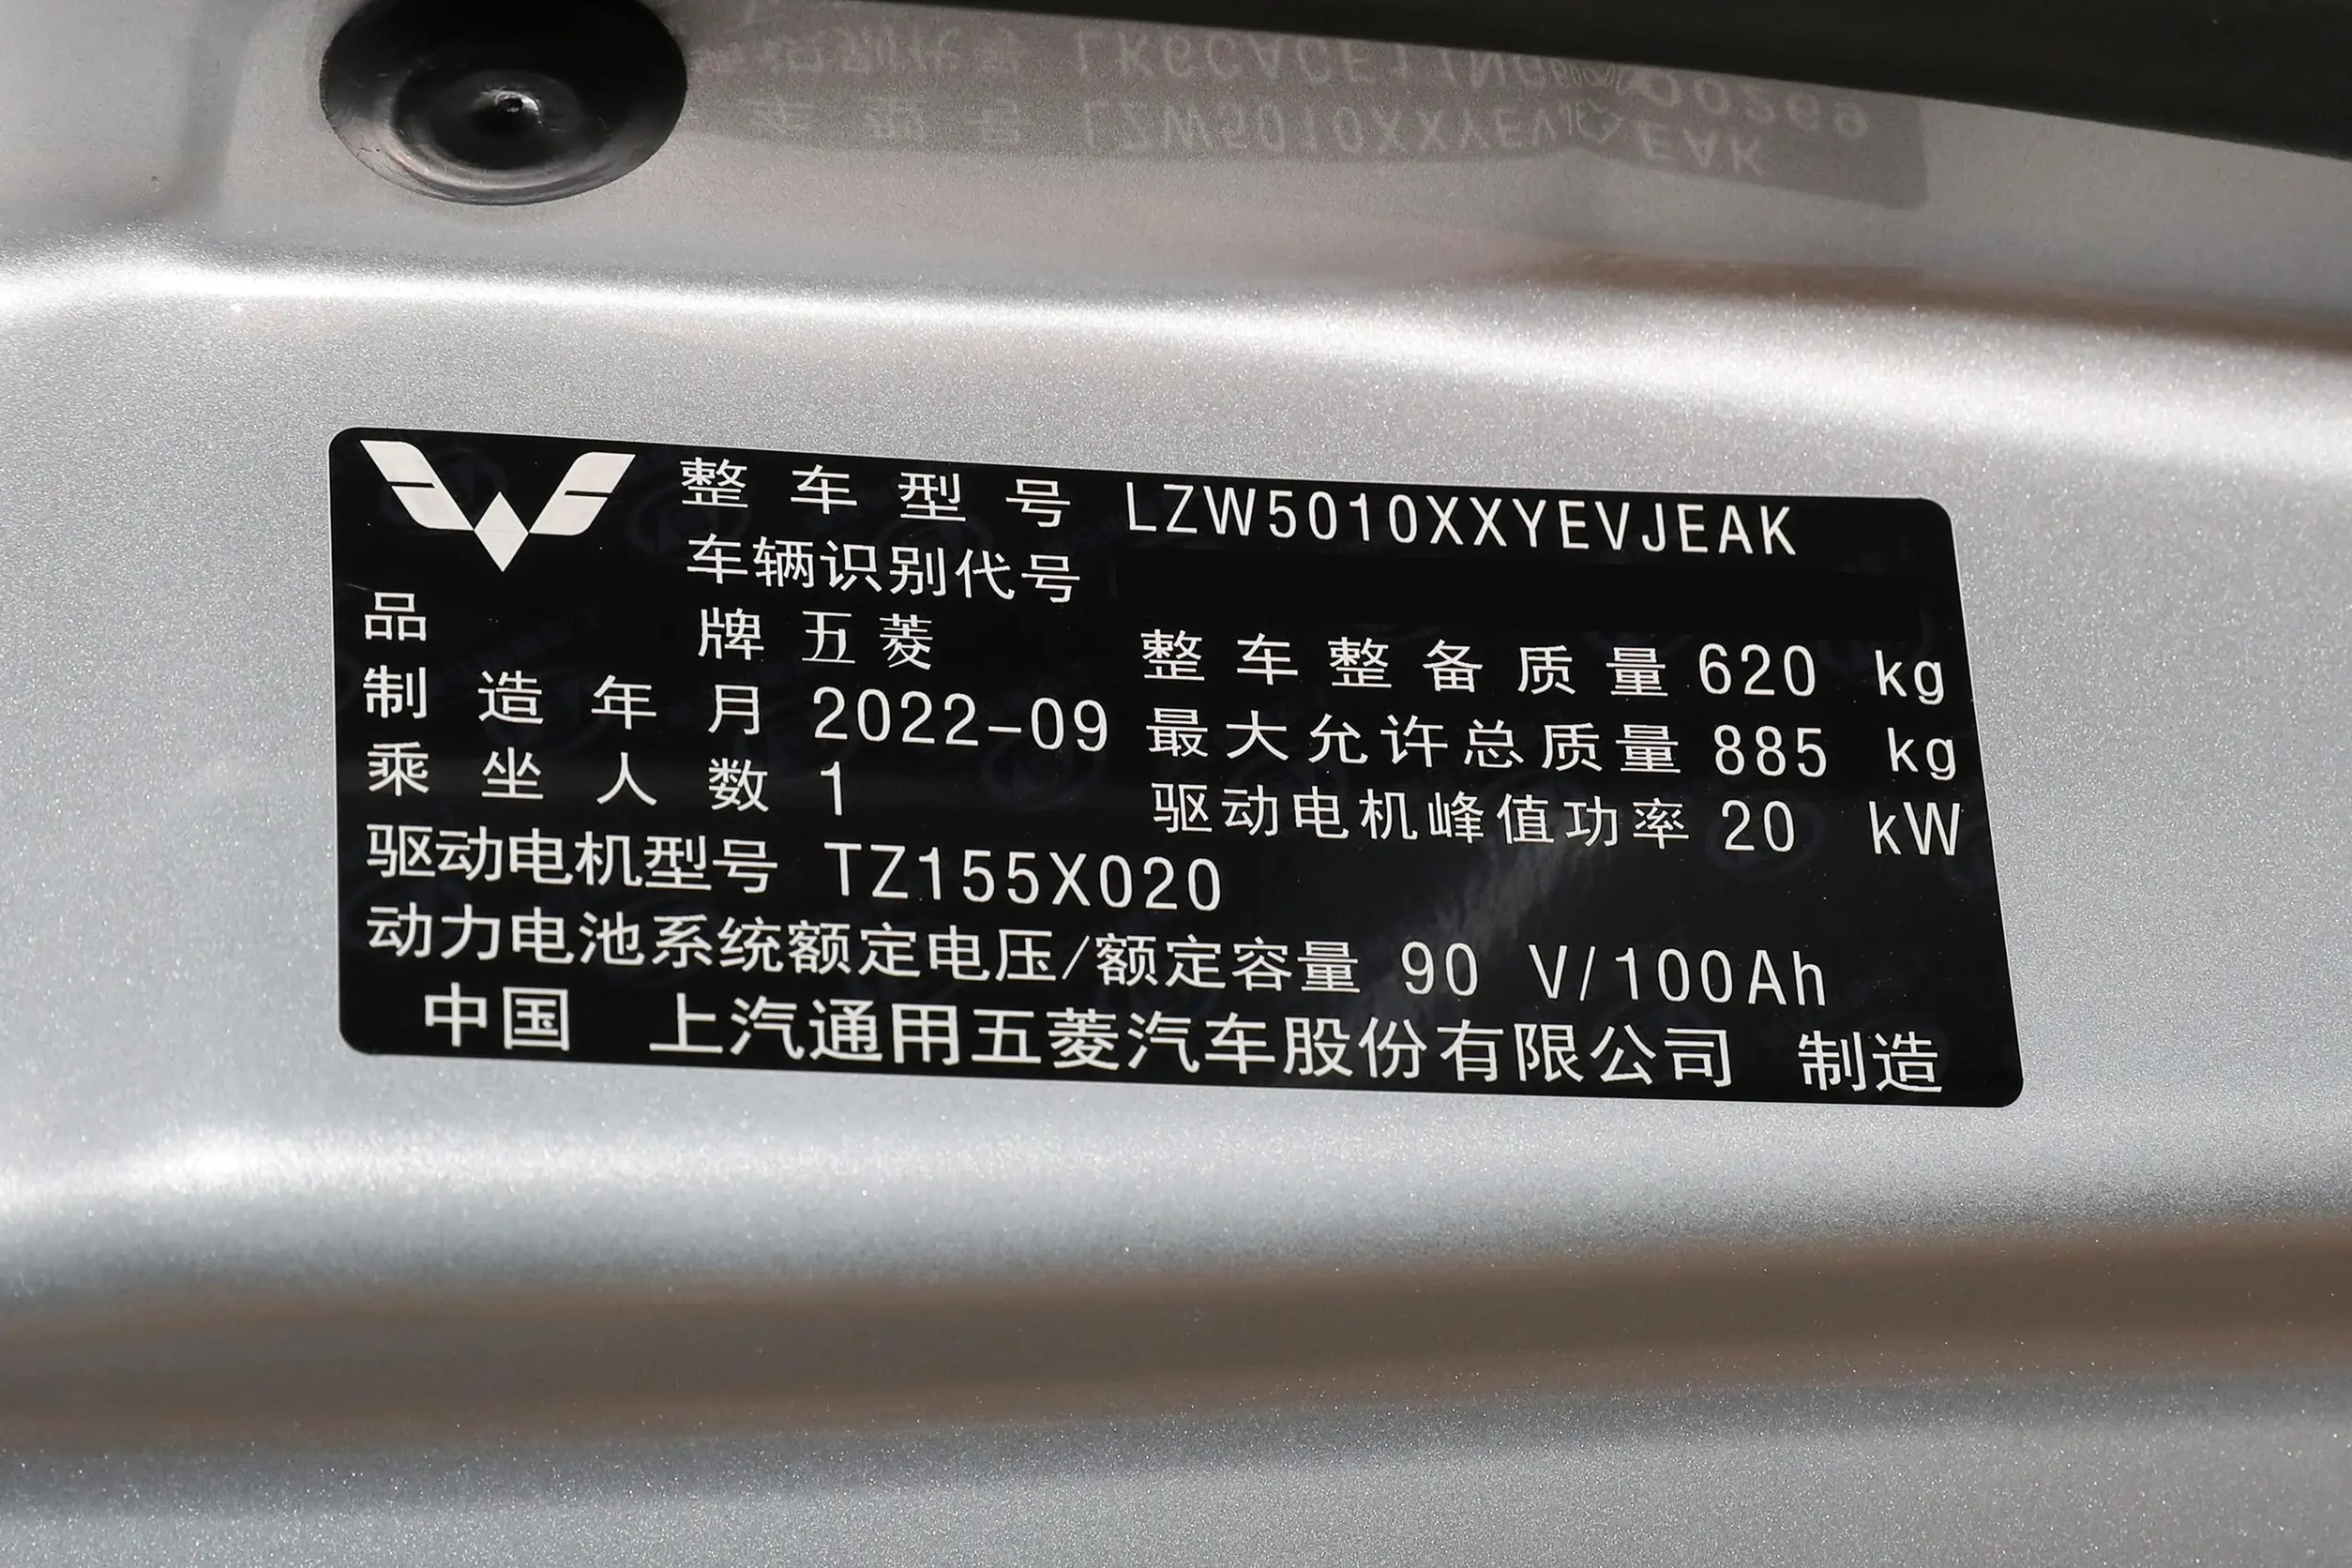 整车型号 LZW5010XXYEVJEAK
车辆识别代号
品牌 五菱 整车整备质量 620 kg
制造年月 2022-09 最大允许总质量 885 kg
乘坐人数 1 驱动电机峰值功率 20 kW
驱动电机型号 TZ155X020
动力电池系统额定电压/额定容量 90 V/100Ah
中国 上汽通用五菱汽车股份有限公司 制造